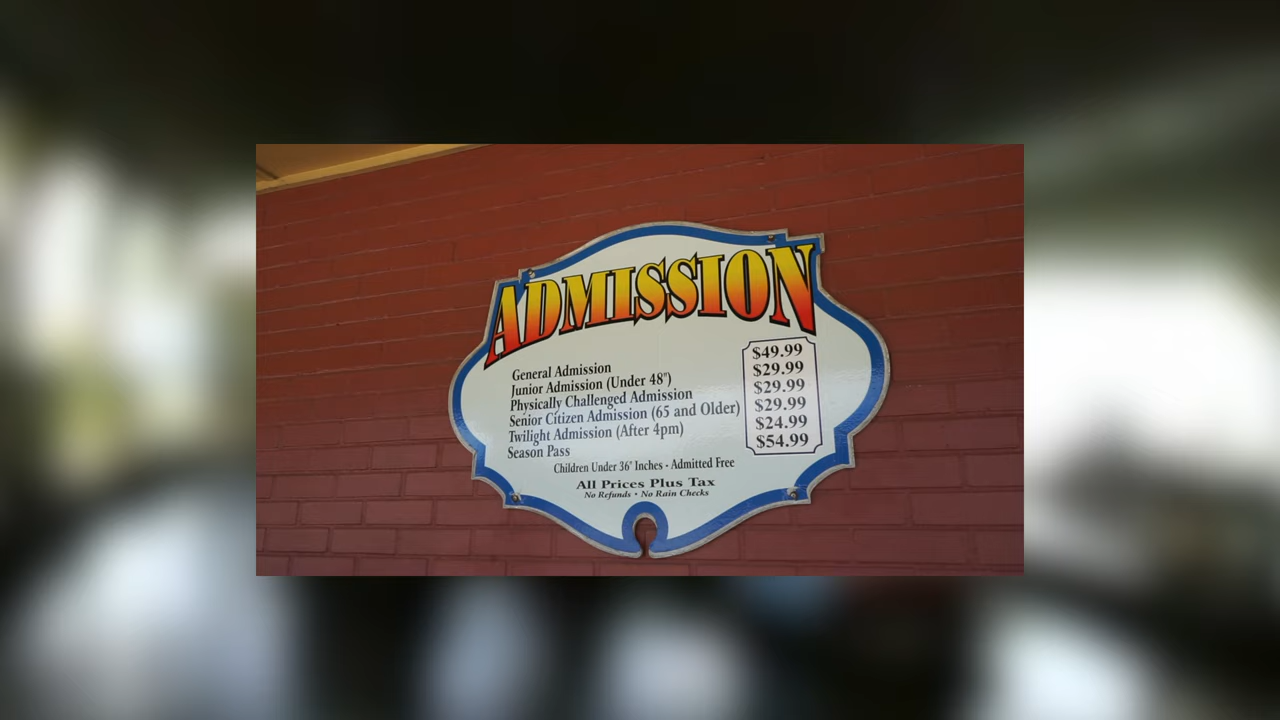 ADMISSION
General Admission $49.99
Junior Admission (Under 48") $29.99
Physically Challenged Admission $29.99
Senior Citizen Admission (65 and Older) $29.99
Twilight Admission (After 4pm) $24.99
Season Pass $54.99
Children Under 36" Inches - Admitted Free
All Prices Plus Tax
No Refunds • No Rain Checks